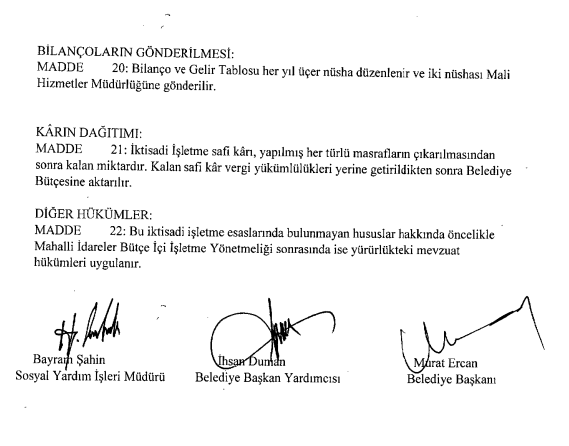 BİLANÇOLARIN GÖNDERİLMESİ:
MADDE 20: Bilanço ve Gelir Tablosu her yıl üçer nüsha düzenlenir ve iki nüshası Mali
Hizmetler Müdürlüğüne gönderilir.
KÂRIN DAĞITIMI:
MADDE 21: İktisadi İşletme safi kârı, yapılmış her türlü masrafların çıkarılmasından
sonra kalan miktardır. Kalan safi kâr vergi yükümlülükleri yerine getirildikten sonra Belediye
Bütçesine aktarılır.
DİĞER HÜKÜMLER:
MADDE 22: Bu iktisadi işletme esaslarında bulunmayan hususlar hakkında öncelikle
Mahalli İdareler Bütçe İçi İşletme Yönetmeliği sonrasında ise yürürlükteki mevzuat
hükümleri uygulanır.
Bayram Şahin İhsan Duman Murat Ercan
Sosyal Yardım İşleri Müdürü Belediye Başkan Yardımcısı Belediye Başkanı